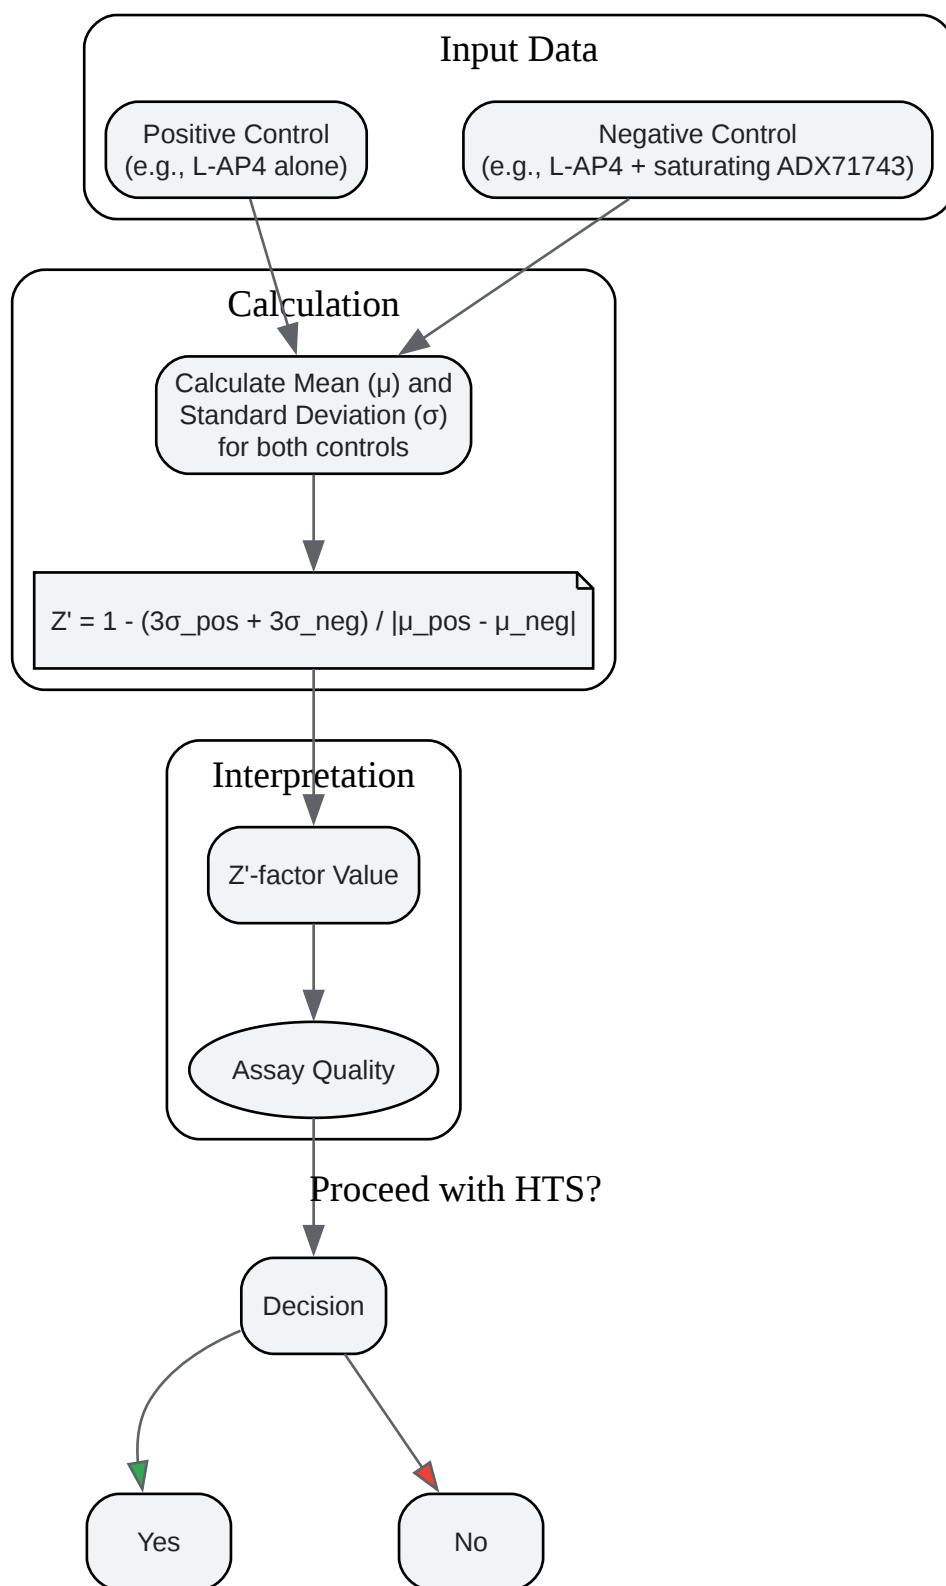 Input Data
Positive Control
(e.g., L-AP4 alone)
Negative Control
(e.g., L-AP4 + saturating ADX71743)
Calculation
Calculate Mean (μ) and
Standard Deviation (σ)
for both controls
Z' = 1 - (3σ_pos + 3σ_neg) / |μ_pos - μ_neg|
Interpretation
Z'-factor Value
Assay Quality
Proceed with HTS?
Decision
Yes
No